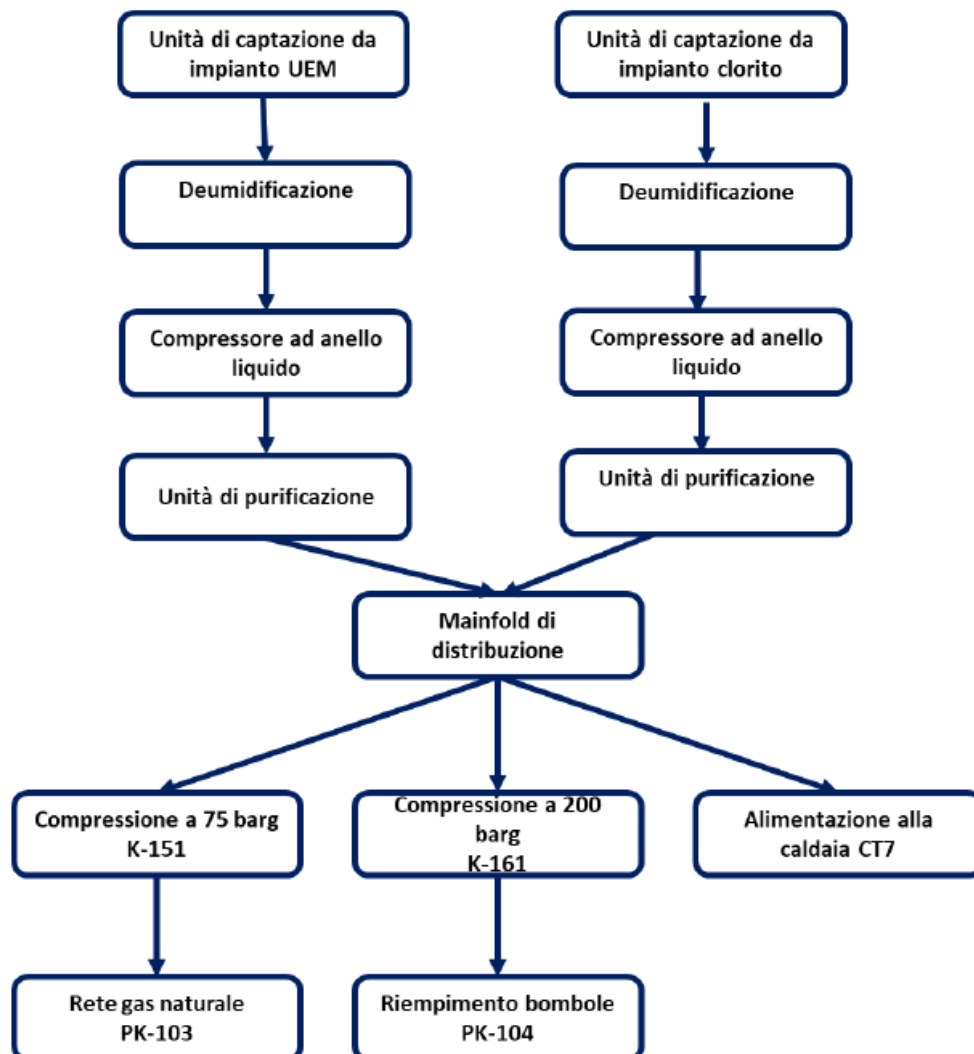 Unità di captazione da
impianto UEM
Unità di captazione da
impianto clorito
Deumidificazione
Deumidificazione
Compressore ad anello
liquido
Compressore ad anello
liquido
Unità di purificazione
Unità di purificazione
Mainfold di
distribuzione
Compressione a 75 barg
K-151
Compressione a 200
barg
K-161
Alimentazione alla
caldaia CT7
Rete gas naturale
PK-103
Riempimento bombole
PK-104